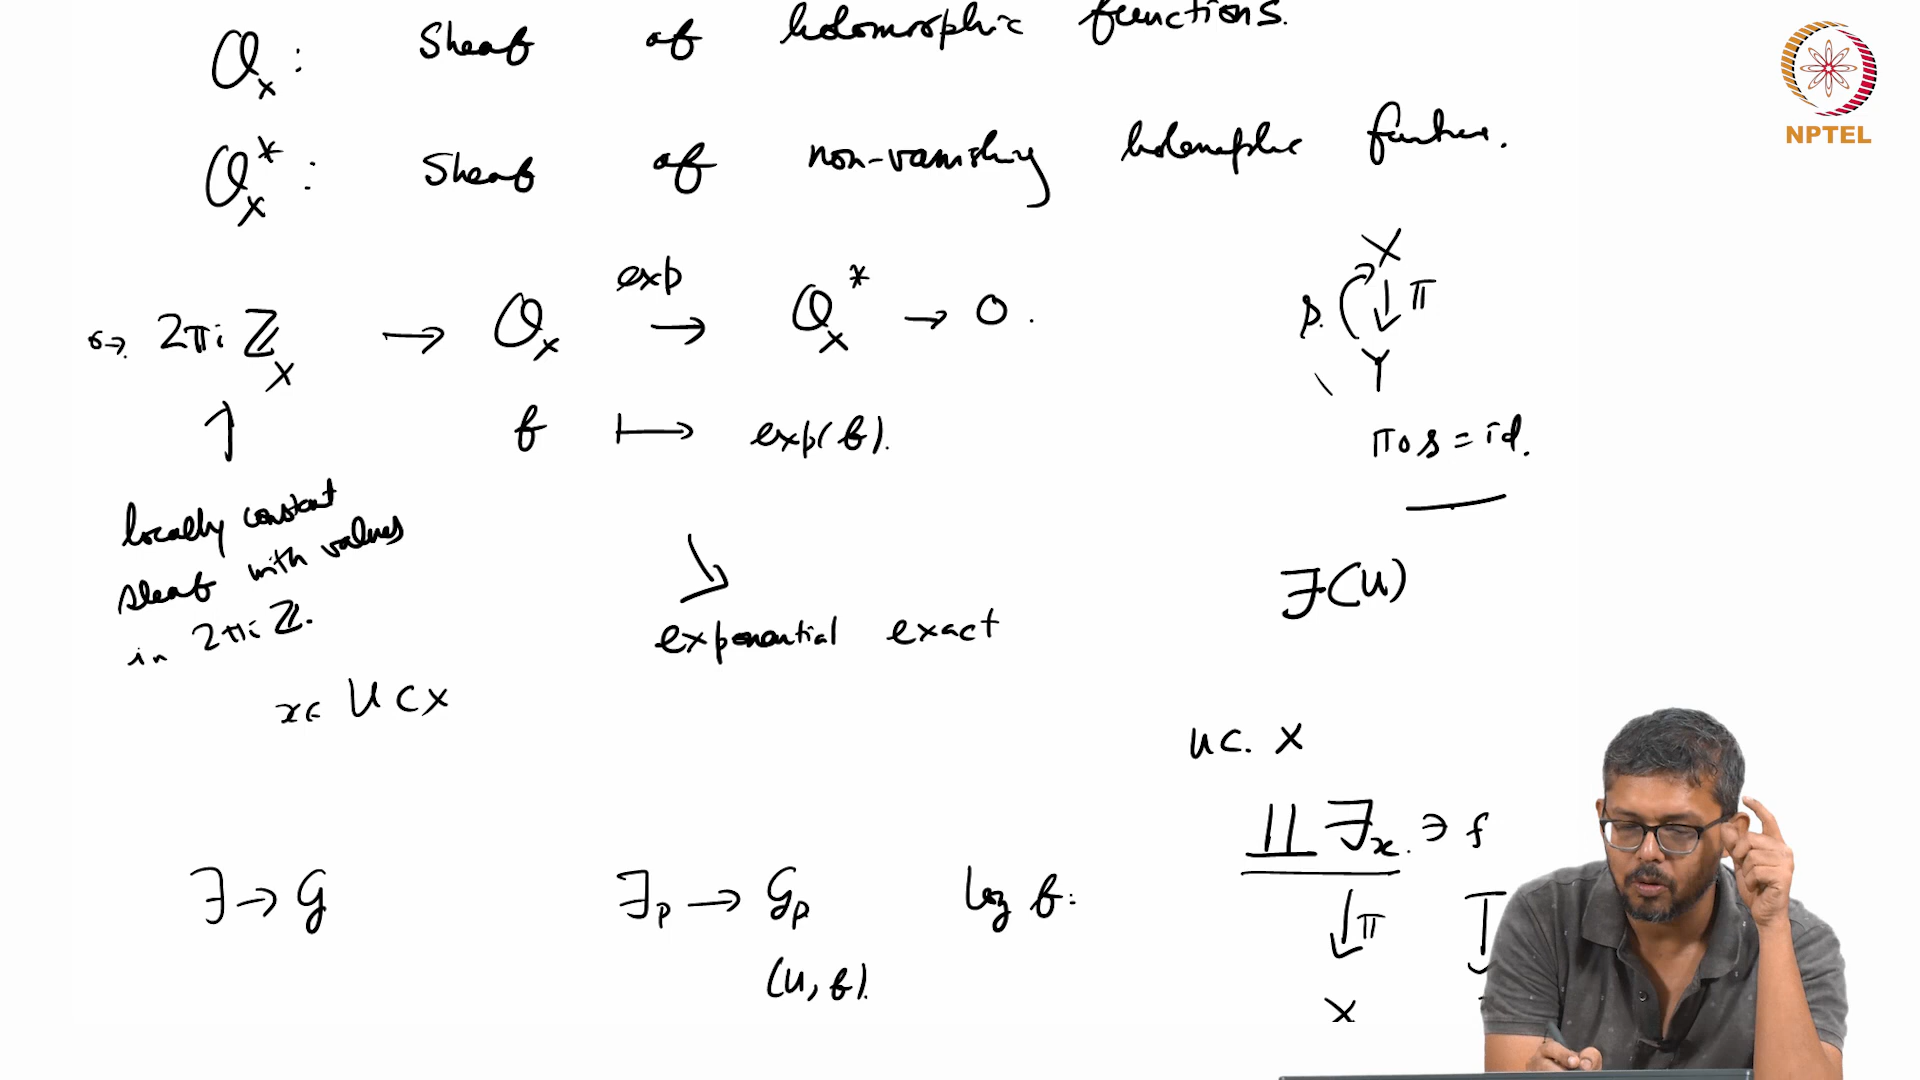 𝒪_X : Sheaf of holomorphic functions.
𝒪_X^* : Sheaf of non-vanishing holomorphic
NPTEL
0 → 2πi ℤ_X → 𝒪_X exp → 𝒪_X^* → 0.
f ↦ exp(f).
↑
locally constant
sheaf with values
in 2πi ℤ.
exponential exact
x ∈ U ⊂ X
ℱ → 𝒢
ℱ_p → 𝒢_p
(U, f).
log f:
X
s. ↓ π
Y
π ∘ s = id.
ℱ(U)
U ⊂. X
∐ ℱ_x. ∋ f
↓ π
X